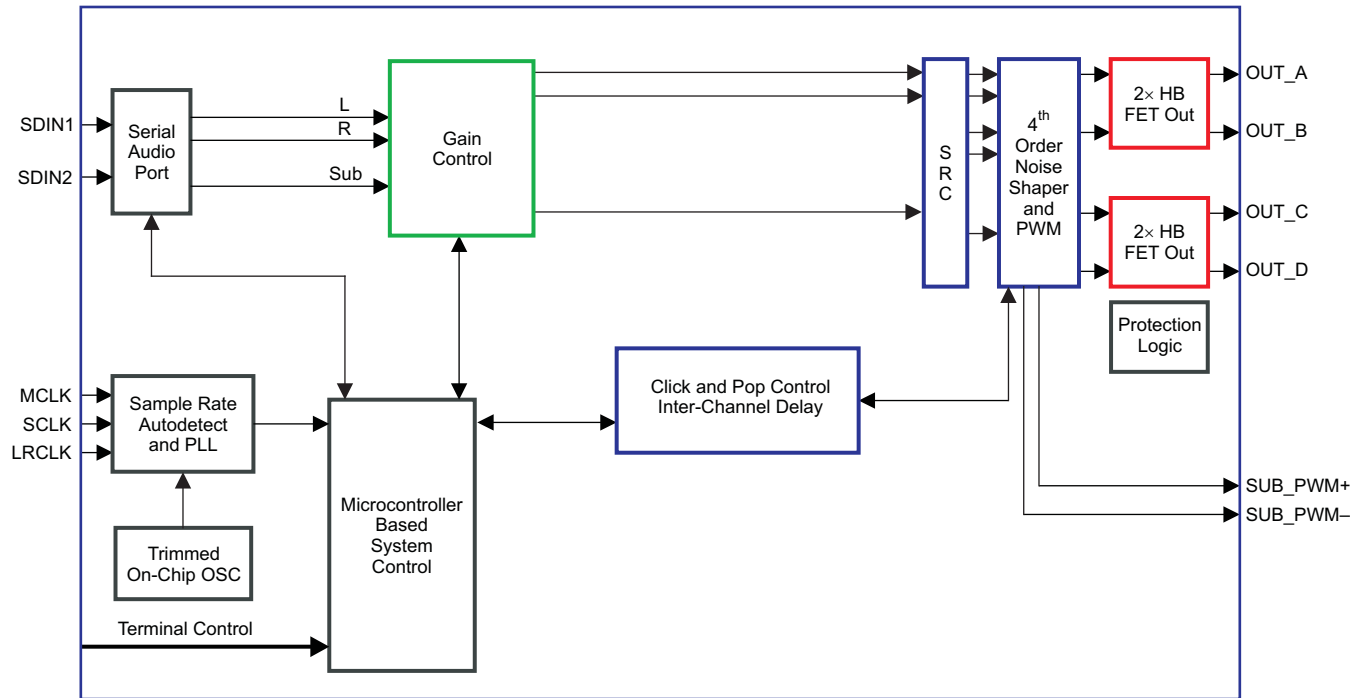 SDIN1
SDIN2
Serial
Audio
Port
L
R
Sub
Gain
Control
S
R
C
4th
Order
Noise
Shaper
and
PWM
2× HB
FET Out
OUT_A
OUT_B
2× HB
FET Out
OUT_C
OUT_D
Protection
Logic
MCLK
SCLK
LRCLK
Sample Rate
Autodetect
and PLL
Click and Pop Control
Inter-Channel Delay
Microcontroller
Based
System
Control
SUB_PWM+
SUB_PWM–
Trimmed
On-Chip OSC
Terminal Control